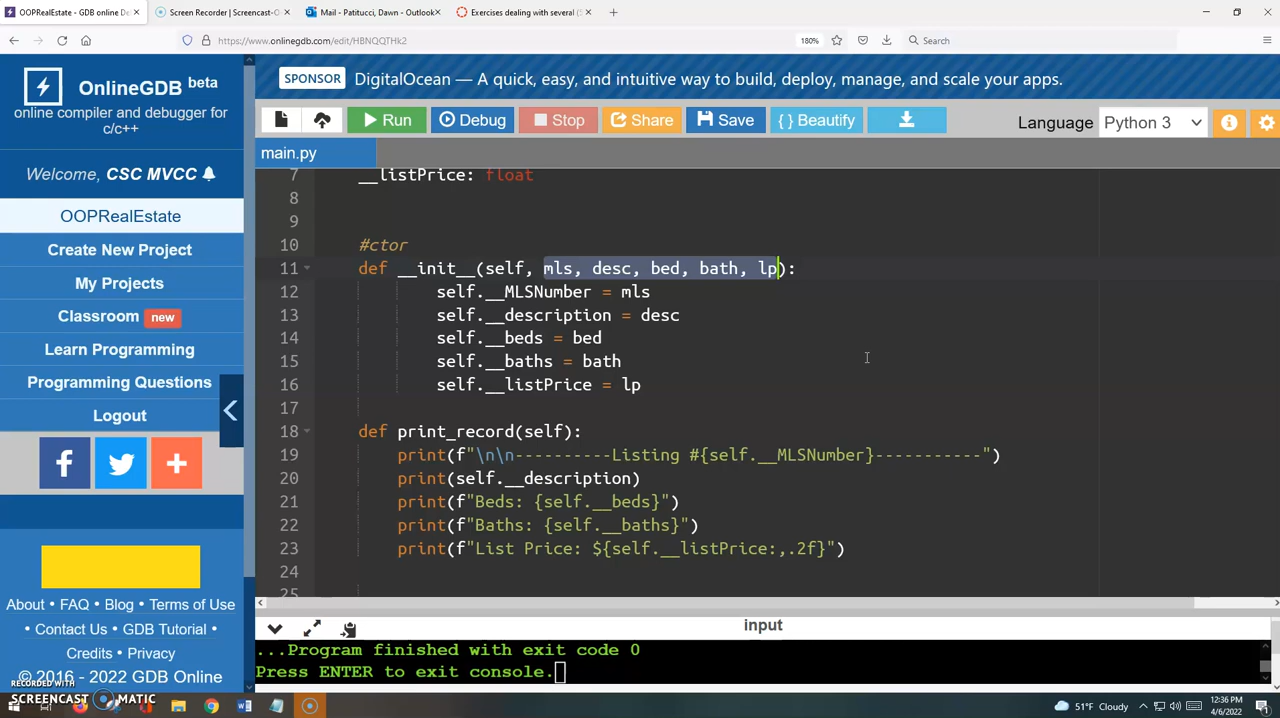 OOPRealEstate - GDB online De
Screen Recorder | Screencast-O
Mail - Patitucci, Dawn - Outlook
Exercises dealing with several (S
https://www.onlinegdb.com/edit/HBNQQTHk2
180%
Search
OnlineGDB beta
online compiler and debugger for
c/c++
Welcome, CSC MVCC
OOPRealEstate
Create New Project
My Projects
Classroom new
Learn Programming
Programming Questions
Logout
About • FAQ • Blog • Terms of Use
• Contact Us • GDB Tutorial •
Credits • Privacy
© 2016 - 2022 GDB Online
SPONSOR DigitalOcean — A quick, easy, and intuitive way to build, deploy, manage, and scale your apps.
Run Debug Stop Share Save { } Beautify
Language Python 3
main.py
7 __listPrice: float
8
9
10 #ctor
11 def __init__(self, mls, desc, bed, bath, lp):
12 self.__MLSNumber = mls
13 self.__description = desc
14 self.__beds = bed
15 self.__baths = bath
16 self.__listPrice = lp
17
18 def print_record(self):
19 print(f"\n\n----------Listing #{self.__MLSNumber}-----------")
20 print(self.__description)
21 print(f"Beds: {self.__beds}")
22 print(f"Baths: {self.__baths}")
23 print(f"List Price: ${self.__listPrice:,.2f}")
24
25
input
...Program finished with exit code 0
Press ENTER to exit console.
RECORDED WITH
SCREENCAST MATIC
51°F Cloudy
12:36 PM
4/6/2022